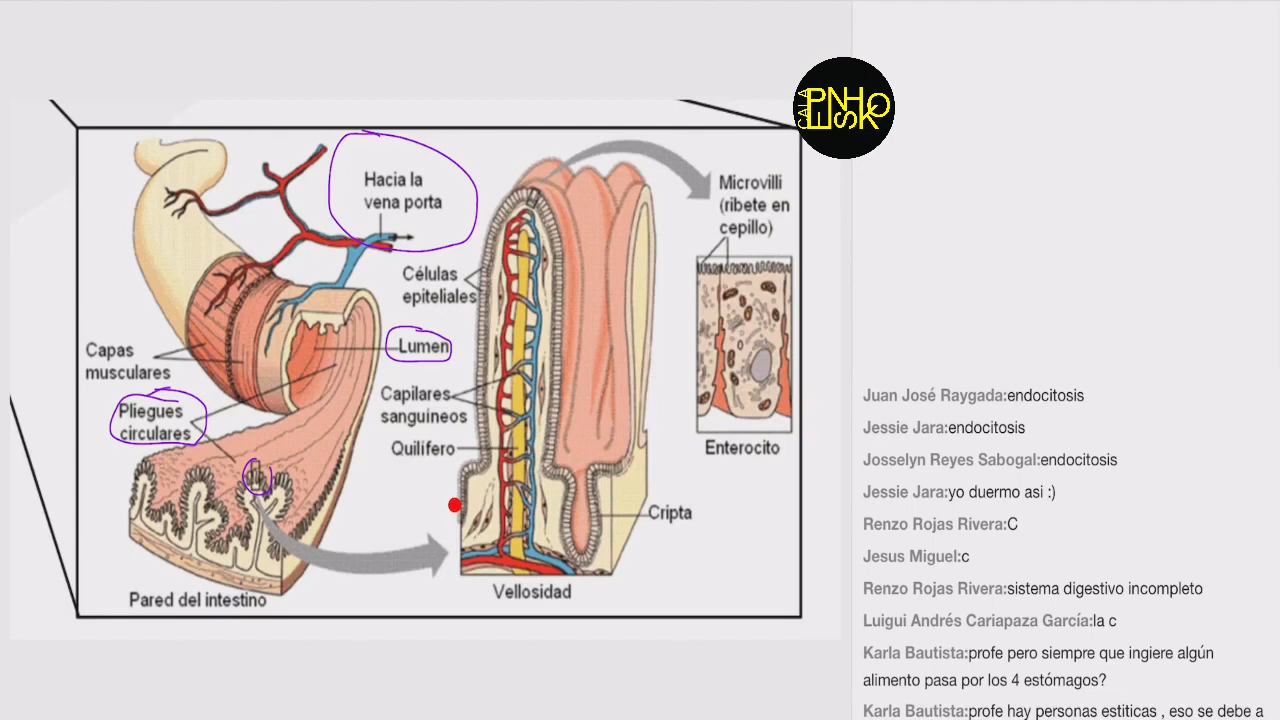 CALA
PNHO
ESK
Hacia la
vena porta
Microvilli
(ribete en
cepillo)
Células
epiteliales
Lumen
Capas
musculares
Capilares
sanguíneos
Pliegues
circulares
Quilífero
Enterocito
Cripta
Vellosidad
Pared del intestino
Juan José Raygada:endocitosis
Jessie Jara:endocitosis
Josselyn Reyes Sabogal:endocitosis
Jessie Jara:yo duermo asi :)
Renzo Rojas Rivera:C
Jesus Miguel:c
Renzo Rojas Rivera:sistema digestivo incompleto
Luigui Andrés Cariapaza García:la c
Karla Bautista:profe pero siempre que ingiere algún
alimento pasa por los 4 estómagos?
Karla Bautista:profe hay personas estiticas , eso se debe a